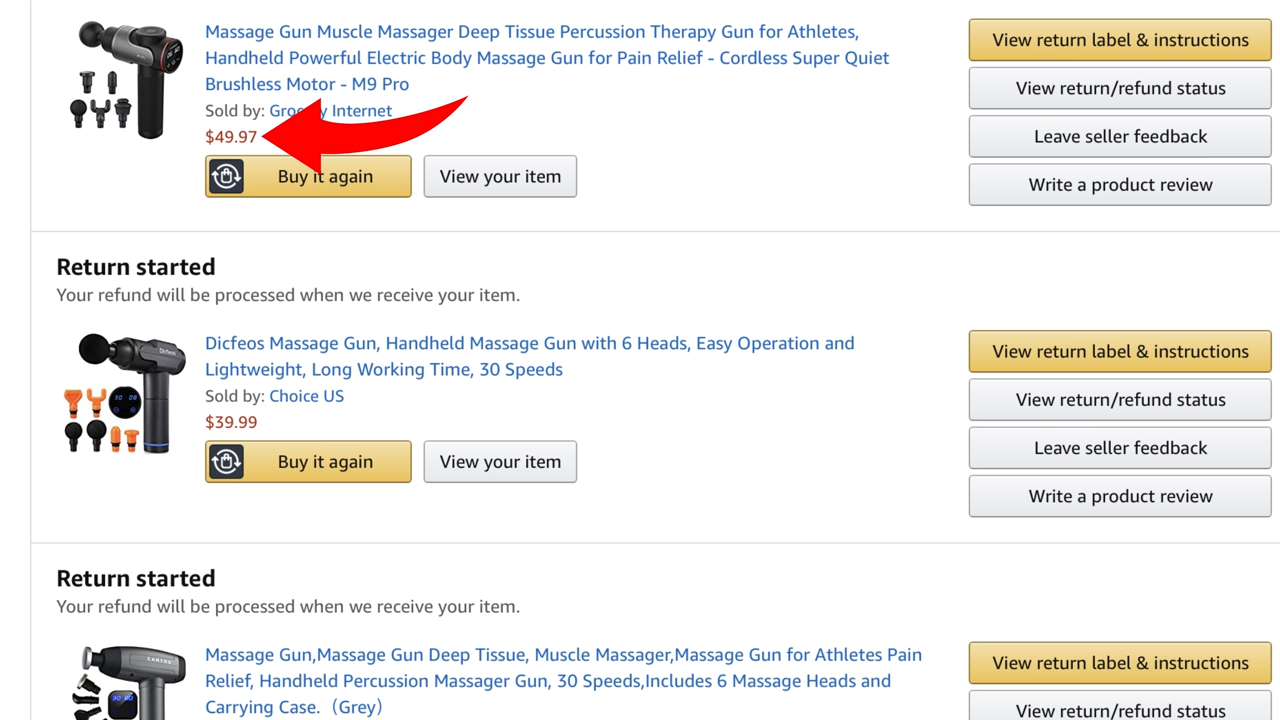 Massage Gun Muscle Massager Deep Tissue Percussion Therapy Gun for Athletes,
Handheld Powerful Electric Body Massage Gun for Pain Relief - Cordless Super Quiet
Brushless Motor - M9 Pro
Sold by: Internet
$49.97
Buy it again
View your item
View return label & instructions
View return/refund status
Leave seller feedback
Write a product review
Return started
Your refund will be processed when we receive your item.
Dicfeos
30 08
Dicfeos Massage Gun, Handheld Massage Gun with 6 Heads, Easy Operation and
Lightweight, Long Working Time, 30 Speeds
Sold by: Choice US
$39.99
Buy it again
View your item
View return label & instructions
View return/refund status
Leave seller feedback
Write a product review
Return started
Your refund will be processed when we receive your item.
Massage Gun,Massage Gun Deep Tissue, Muscle Massager,Massage Gun for Athletes Pain
Relief, Handheld Percussion Massager Gun, 30 Speeds,Includes 6 Massage Heads and
Carrying Case.（Grey）
View return label & instructions
View return/refund status